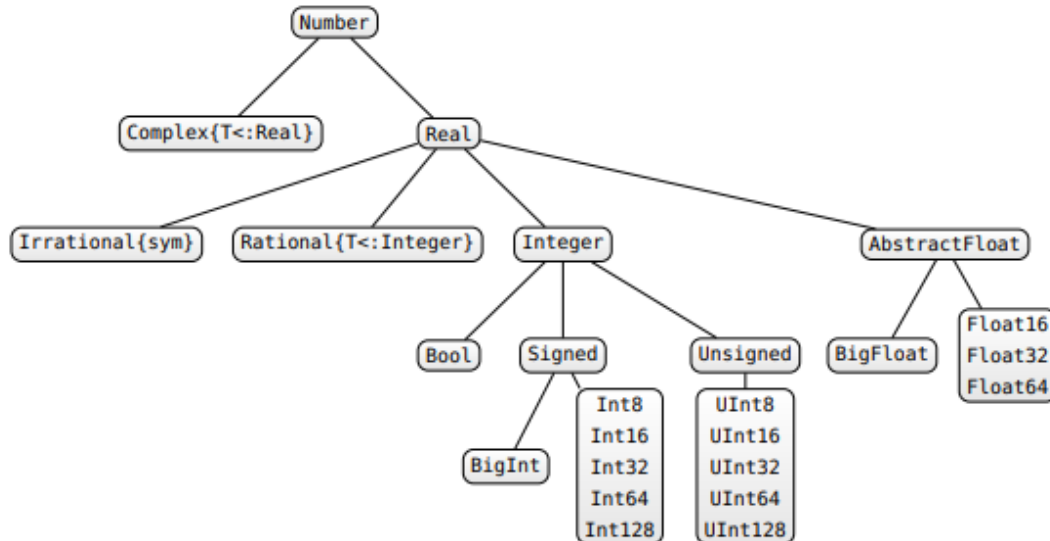 Number
Complex{T<:Real}
Real
Irrational{sym}
Rational{T<:Integer}
Integer
AbstractFloat
Bool
Signed
Unsigned
BigFloat
Float16
Float32
Float64
BigInt
Int8
Int16
Int32
Int64
Int128
UInt8
UInt16
UInt32
UInt64
UInt128